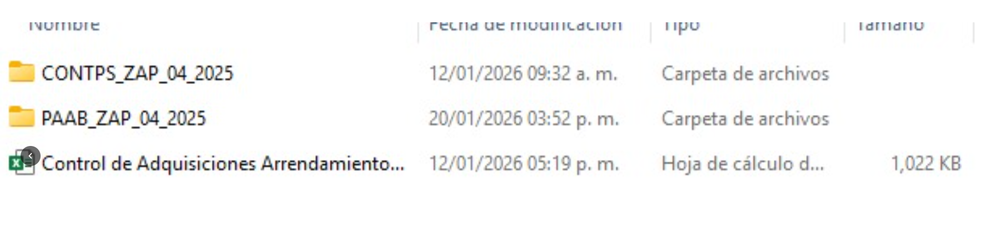 Nombre Fecha de modificación Tipo Tamaño
CONTPS_ZAP_04_2025 12/01/2026 09:32 a. m. Carpeta de archivos
PAAB_ZAP_04_2025 20/01/2026 03:52 p. m. Carpeta de archivos
Control de Adquisiciones Arrendamiento... 12/01/2026 05:19 p. m. Hoja de cálculo d... 1,022 KB